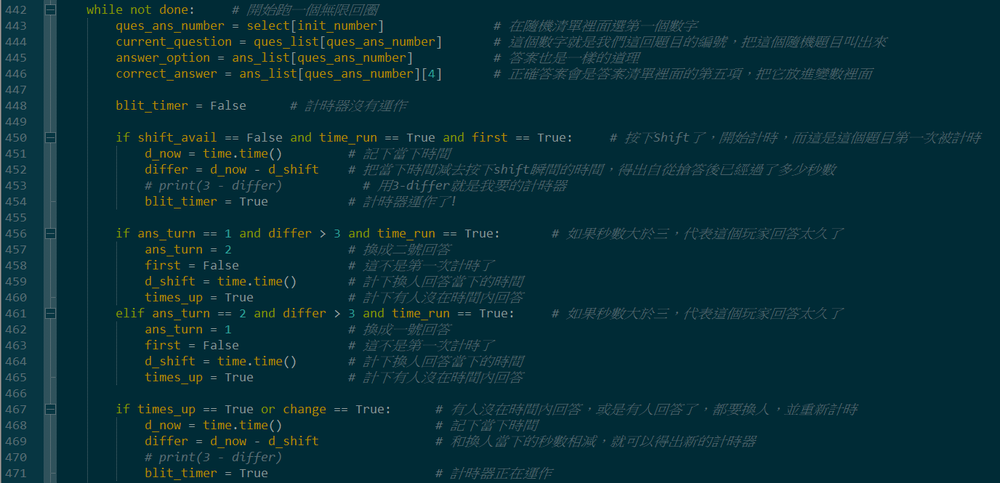 442 while not done: # 開始跑一個無限回圈
443 ques_ans_number = select[init_number] # 在隨機清單裡面選第一個數字
444 current_question = ques_list[ques_ans_number] # 這個數字就是我們這回題目的編號，把這個隨機題目叫出來
445 answer_option = ans_list[ques_ans_number] # 答案也是一樣的道理
446 correct_answer = ans_list[ques_ans_number][4] # 正確答案會是答案清單裡面的第五項，把它放進變數裡面
447
448 blit_timer = False # 計時器沒有運作
449
450 if shift_avail == False and time_run == True and first == True: # 按下Shift了，開始計時，而這是這個題目第一次被計時
451 d_now = time.time() # 記下當下時間
452 differ = d_now - d_shift # 把當下時間減去按下shift瞬間的時間，得出自從搶答後已經過了多少秒數
453 # print(3 - differ) # 用3-differ就是我要的計時器
454 blit_timer = True # 計時器運作了!
455
456 if ans_turn == 1 and differ > 3 and time_run == True: # 如果秒數大於三，代表這個玩家回答太久了
457 ans_turn = 2 # 換成二號回答
458 first = False # 這不是第一次計時了
459 d_shift = time.time() # 計下換人回答當下的時間
460 times_up = True # 計下有人沒在時間內回答
461 elif ans_turn == 2 and differ > 3 and time_run == True: # 如果秒數大於三，代表這個玩家回答太久了
462 ans_turn = 1 # 換成一號回答
463 first = False # 這不是第一次計時了
464 d_shift = time.time() # 計下換人回答當下的時間
465 times_up = True # 計下有人沒在時間內回答
466
467 if times_up == True or change == True: # 有人沒在時間內回答，或是有人回答了，都要換人，並重新計時
468 d_now = time.time() # 記下當下時間
469 differ = d_now - d_shift # 和換人當下的秒數相減，就可以得出新的計時器
470 # print(3 - differ)
471 blit_timer = True # 計時器正在運作